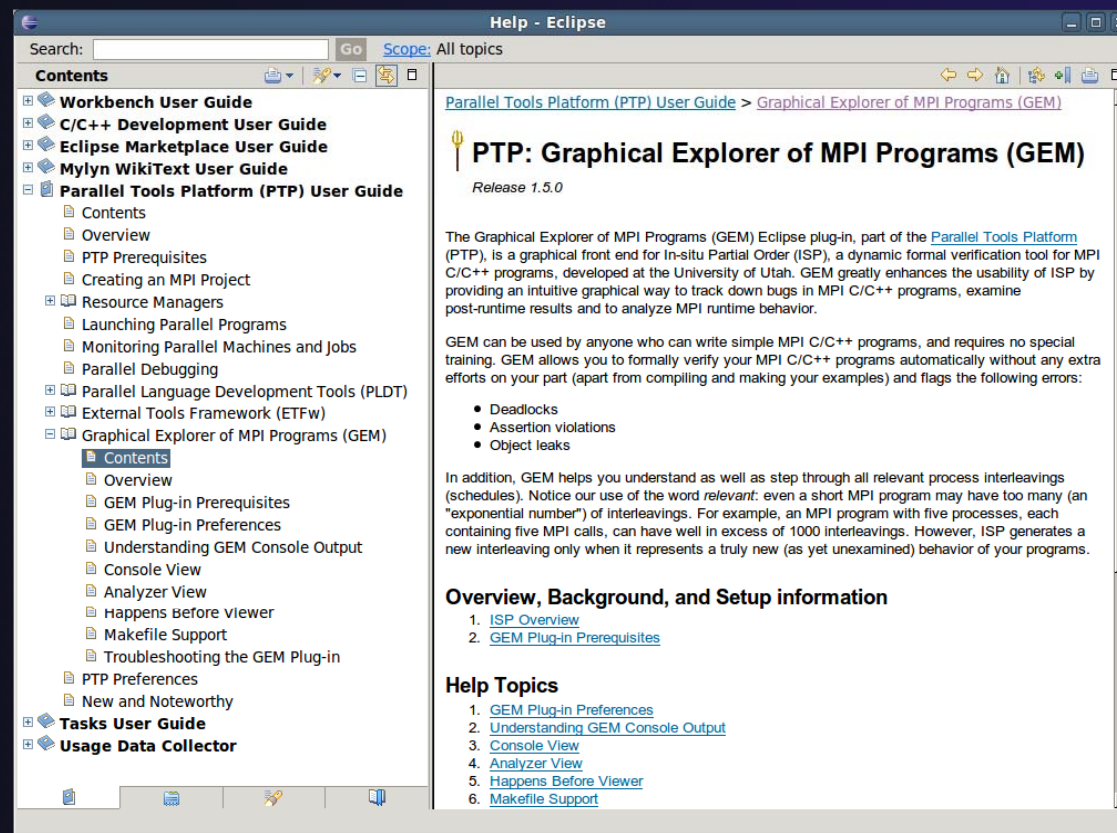 Help - Eclipse
Search:
Go
Scope: All topics
Contents
Workbench User Guide
C/C++ Development User Guide
Eclipse Marketplace User Guide
Mylyn WikiText User Guide
Parallel Tools Platform (PTP) User Guide
Contents
Overview
PTP Prerequisites
Creating an MPI Project
Resource Managers
Launching Parallel Programs
Monitoring Parallel Machines and Jobs
Parallel Debugging
Parallel Language Development Tools (PLDT)
External Tools Framework (ETFw)
Graphical Explorer of MPI Programs (GEM)
Contents
Overview
GEM Plug-in Prerequisites
GEM Plug-in Preferences
Understanding GEM Console Output
Console View
Analyzer View
Happens Before Viewer
Makefile Support
Troubleshooting the GEM Plug-in
PTP Preferences
New and Noteworthy
Tasks User Guide
Usage Data Collector
Parallel Tools Platform (PTP) User Guide > Graphical Explorer of MPI Programs (GEM)
PTP: Graphical Explorer of MPI Programs (GEM)
Release 1.5.0
The Graphical Explorer of MPI Programs (GEM) Eclipse plug-in, part of the Parallel Tools Platform
(PTP), is a graphical front end for In-situ Partial Order (ISP), a dynamic formal verification tool for MPI
C/C++ programs, developed at the University of Utah. GEM greatly enhances the usability of ISP by
providing an intuitive graphical way to track down bugs in MPI C/C++ programs, examine
post-runtime results and to analyze MPI runtime behavior.
GEM can be used by anyone who can write simple MPI C/C++ programs, and requires no special
training. GEM allows you to formally verify your MPI C/C++ programs automatically without any extra
efforts on your part (apart from compiling and making your examples) and flags the following errors:
Deadlocks
Assertion violations
Object leaks
In addition, GEM helps you understand as well as step through all relevant process interleavings
(schedules). Notice our use of the word relevant: even a short MPI program may have too many (an
"exponential number") of interleavings. For example, an MPI program with five processes, each
containing five MPI calls, can have well in excess of 1000 interleavings. However, ISP generates a
new interleaving only when it represents a truly new (as yet unexamined) behavior of your programs.
Overview, Background, and Setup information
1. ISP Overview
2. GEM Plug-in Prerequisites
Help Topics
1. GEM Plug-in Preferences
2. Understanding GEM Console Output
3. Console View
4. Analyzer View
5. Happens Before Viewer
6. Makefile Support